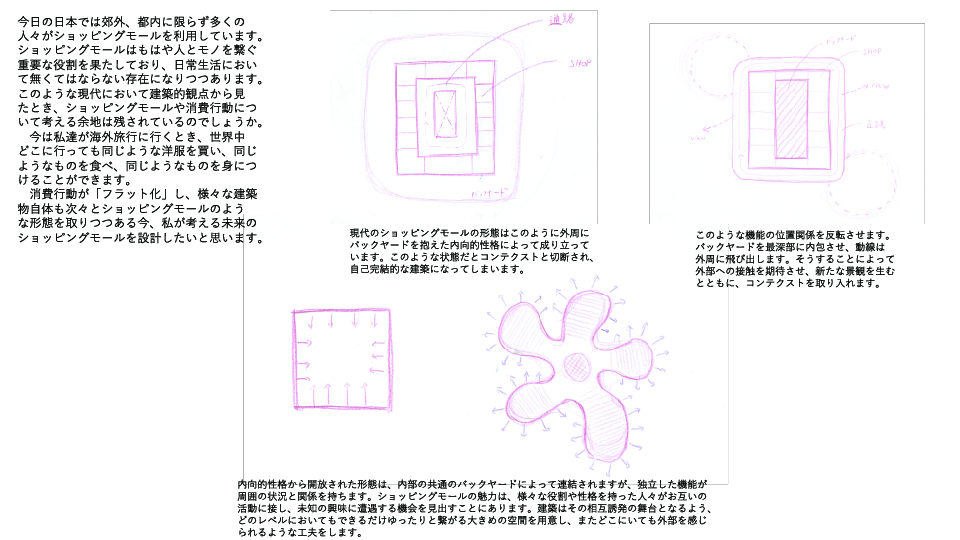 今日の日本では郊外、都内に限らず多くの
人々がショッピングモールを利用しています。
ショッピングモールはもはや人とモノを繋ぐ
重要な役割を果たしており、日常生活におい
て無くてはならない存在になりつつあります。
このような現代において建築的観点から見
たとき、ショッピングモールや消費行動につ
いて考える余地は残されているのでしょうか。
　今は私達が海外旅行に行くとき、世界中
どこに行っても同じような洋服を買い、同じ
ようなものを食べ、同じようなものを身につ
けることができます。
　消費行動が「フラット化」し、様々な建築
物自体も次々とショッピングモールのよう
な形態を取りつつある今、私が考える未来の
ショッピングモールを設計したいと思います。
通路
SHOP
バックヤード
現代のショッピングモールの形態はこのように外周に
バックヤードを抱えた内向的性格によって成り立って
います。このような状態だとコンテクストと切断され、
自己完結的な建築になってしまいます。
バックヤード
SHOP
view
このような機能の位置関係を反転させます。
バックヤードを最深部に内包させ、動線は
外周に飛び出します。そうすることによって
外部への接触を期待させ、新たな景観を生む
とともに、コンテクストを取り入れます。
内向的性格から開放された形態は、内部の共通のバックヤードによって連結されますが、独立した機能が
周囲の状況と関係を持ちます。ショッピングモールの魅力は、様々な役割や性格を持った人々がお互いの
活動に接し、未知の興味に遭遇する機会を見出すことにあります。建築はその相互誘発の舞台となるよう、
どのレベルにおいてもできるだけゆったりと繋がる大きめの空間を用意し、またどこにいても外部を感じ
られるような工夫をします。